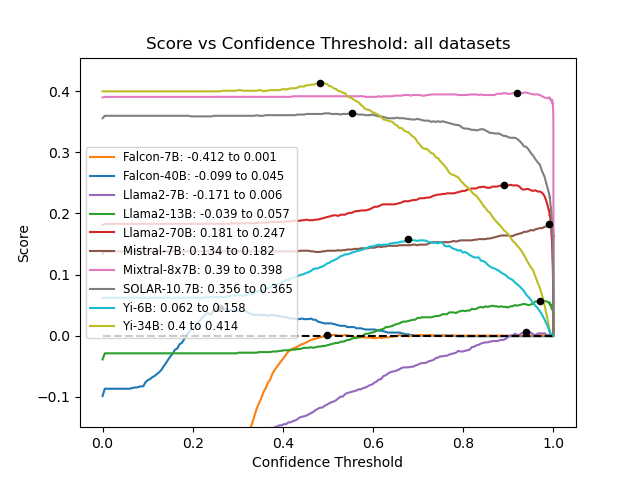 Score vs Confidence Threshold: all datasets
0.4
0.3
0.2
0.1
0.0
−0.1
Score
Falcon-7B: -0.412 to 0.001
Falcon-40B: -0.099 to 0.045
Llama2-7B: -0.171 to 0.006
Llama2-13B: -0.039 to 0.057
Llama2-70B: 0.181 to 0.247
Mistral-7B: 0.134 to 0.182
Mixtral-8x7B: 0.39 to 0.398
SOLAR-10.7B: 0.356 to 0.365
Yi-6B: 0.062 to 0.158
Yi-34B: 0.4 to 0.414
0.0 0.2 0.4 0.6 0.8 1.0
Confidence Threshold